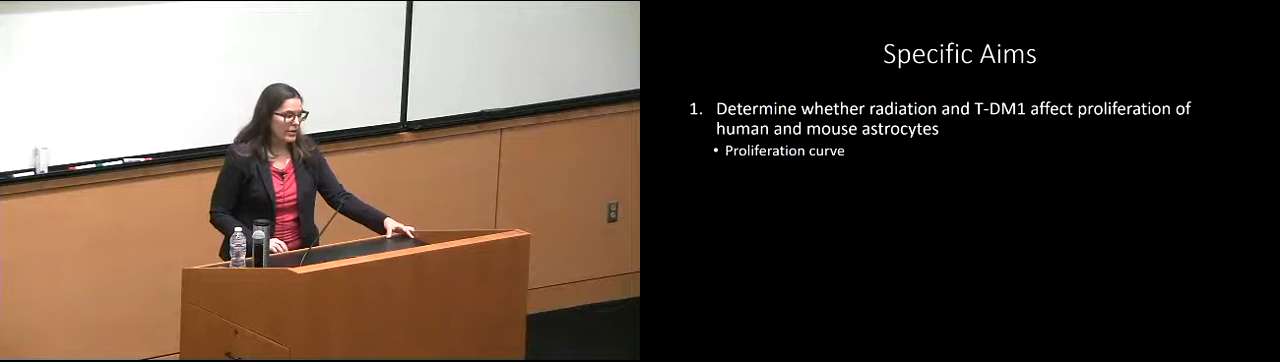 Specific Aims
1. Determine whether radiation and T-DM1 affect proliferation of
human and mouse astrocytes
• Proliferation curve